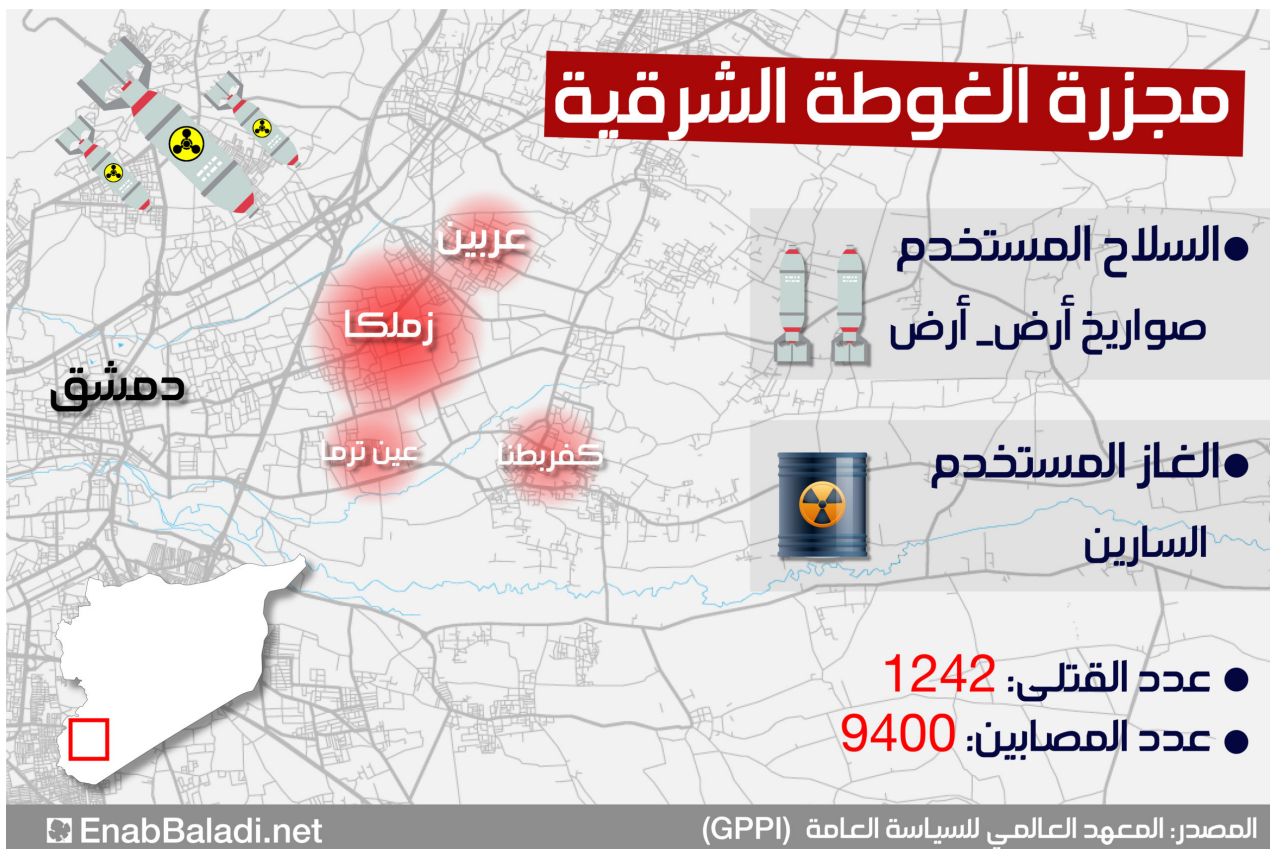 مجزرة الغوطة الشرقية
●السلاح المستخدم
صواريخ أرض_ أرض
●الغاز المستخدم
السارين
● عدد القتلى: 1242
● عدد المصابين: 9400
عربين
زملكا
دمشق
عين ترما
كفربطنا
المصدر: المعهد العالمي للسياسة العامة (GPPI)
EnabBaladi.net